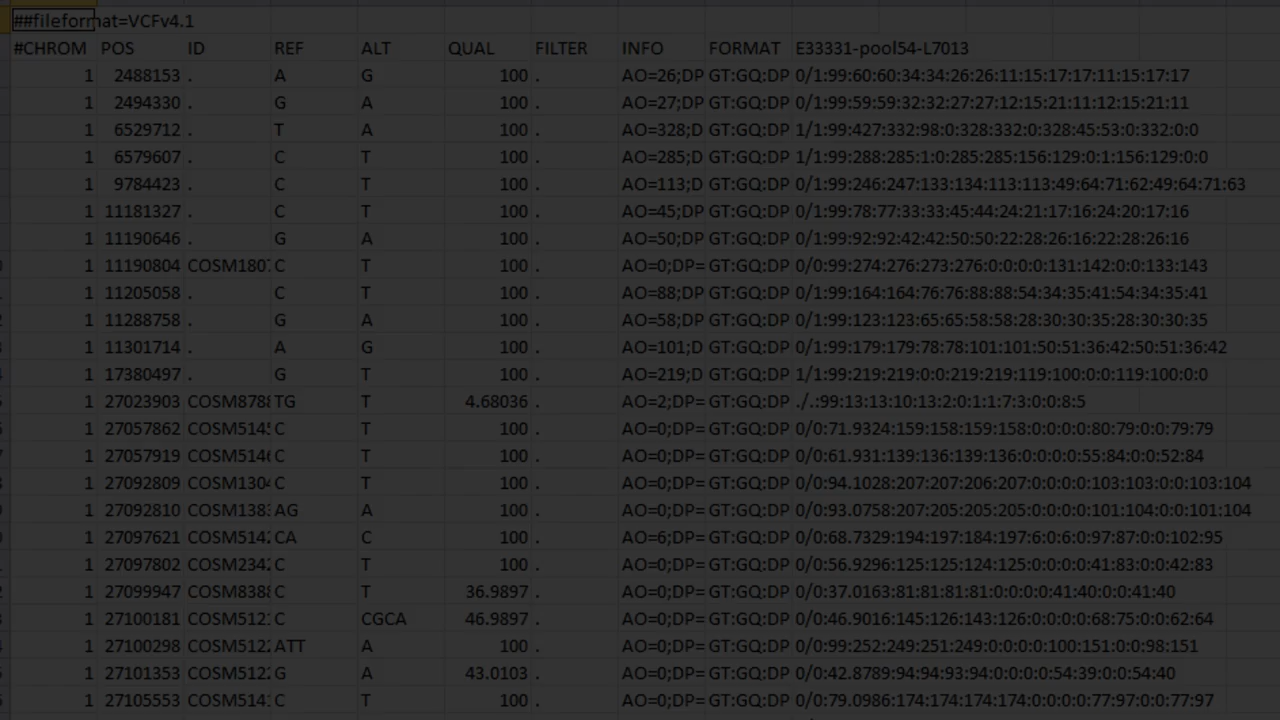 ##fileformat=VCFv4.1
#CHROM POS ID REF ALT QUAL FILTER INFO FORMAT E33331-pool54-L7013
1 2488153 . A G 100 . AO=26;DP GT:GQ:DP 0/1:99:60:60:34:34:26:26:11:15:17:17:11:15:17:17
1 2494330 . G A 100 . AO=27;DP GT:GQ:DP 0/1:99:59:59:32:32:27:27:12:15:21:11:12:15:21:11
1 6529712 . T A 100 . AO=328;D GT:GQ:DP 1/1:99:427:332:98:0:328:332:0:328:45:53:0:332:0:0
1 6579607 . C T 100 . AO=285;D GT:GQ:DP 1/1:99:288:285:1:0:285:285:156:129:0:1:156:129:0:0
1 9784423 . C T 100 . AO=113;D GT:GQ:DP 0/1:99:246:247:133:134:113:113:49:64:71:62:49:64:71:63
1 11181327 . C T 100 . AO=45;DP GT:GQ:DP 0/1:99:78:77:33:33:45:44:24:21:17:16:24:20:17:16
1 11190646 . G A 100 . AO=50;DP GT:GQ:DP 0/1:99:92:92:42:42:50:50:22:28:26:16:22:28:26:16
1 11190804 COSM180 C T 100 . AO=0;DP= GT:GQ:DP 0/0:99:274:276:273:276:0:0:0:0:131:142:0:0:133:143
1 11205058 . C T 100 . AO=88;DP GT:GQ:DP 0/1:99:164:164:76:76:88:88:54:34:35:41:54:34:35:41
1 11288758 . G A 100 . AO=58;DP GT:GQ:DP 0/1:99:123:123:65:65:58:58:28:30:30:35:28:30:30:35
1 11301714 . A G 100 . AO=101;D GT:GQ:DP 0/1:99:179:179:78:78:101:101:50:51:36:42:50:51:36:42
1 17380497 . G T 100 . AO=219;D GT:GQ:DP 1/1:99:219:219:0:0:219:219:119:100:0:0:119:100:0:0
1 27023903 COSM878 TG T 4.68036 . AO=2;DP= GT:GQ:DP ./.:99:13:13:10:13:2:0:1:1:7:3:0:0:8:5
1 27057862 COSM514 C T 100 . AO=0;DP= GT:GQ:DP 0/0:71.9324:159:158:159:158:0:0:0:0:80:79:0:0:79:79
1 27057919 COSM514 C T 100 . AO=0;DP= GT:GQ:DP 0/0:61.931:139:136:139:136:0:0:0:0:55:84:0:0:52:84
1 27092809 COSM130 C T 100 . AO=0;DP= GT:GQ:DP 0/0:94.1028:207:207:206:207:0:0:0:0:103:103:0:0:103:104
1 27092810 COSM138 AG A 100 . AO=0;DP= GT:GQ:DP 0/0:93.0758:207:205:205:205:0:0:0:0:101:104:0:0:101:104
1 27097621 COSM514 CA C 100 . AO=6;DP= GT:GQ:DP 0/0:68.7329:194:197:184:197:6:0:6:0:97:87:0:0:102:95
1 27097802 COSM234 C T 100 . AO=0;DP= GT:GQ:DP 0/0:56.9296:125:125:124:125:0:0:0:0:41:83:0:0:42:83
1 27099947 COSM838 C T 36.9897 . AO=0;DP= GT:GQ:DP 0/0:37.0163:81:81:81:81:0:0:0:0:41:40:0:0:41:40
1 27100181 COSM512 C CGCA 46.9897 . AO=0;DP= GT:GQ:DP 0/0:46.9016:145:126:143:126:0:0:0:0:68:75:0:0:62:64
1 27100298 COSM512 ATT A 100 . AO=0;DP= GT:GQ:DP 0/0:99:252:249:251:249:0:0:0:0:100:151:0:0:98:151
1 27101353 COSM512 G A 43.0103 . AO=0;DP= GT:GQ:DP 0/0:42.8789:94:94:93:94:0:0:0:0:54:39:0:0:54:40
1 27105553 COSM514 C T 100 . AO=0;DP= GT:GQ:DP 0/0:79.0986:174:174:174:174:0:0:0:0:77:97:0:0:77:97